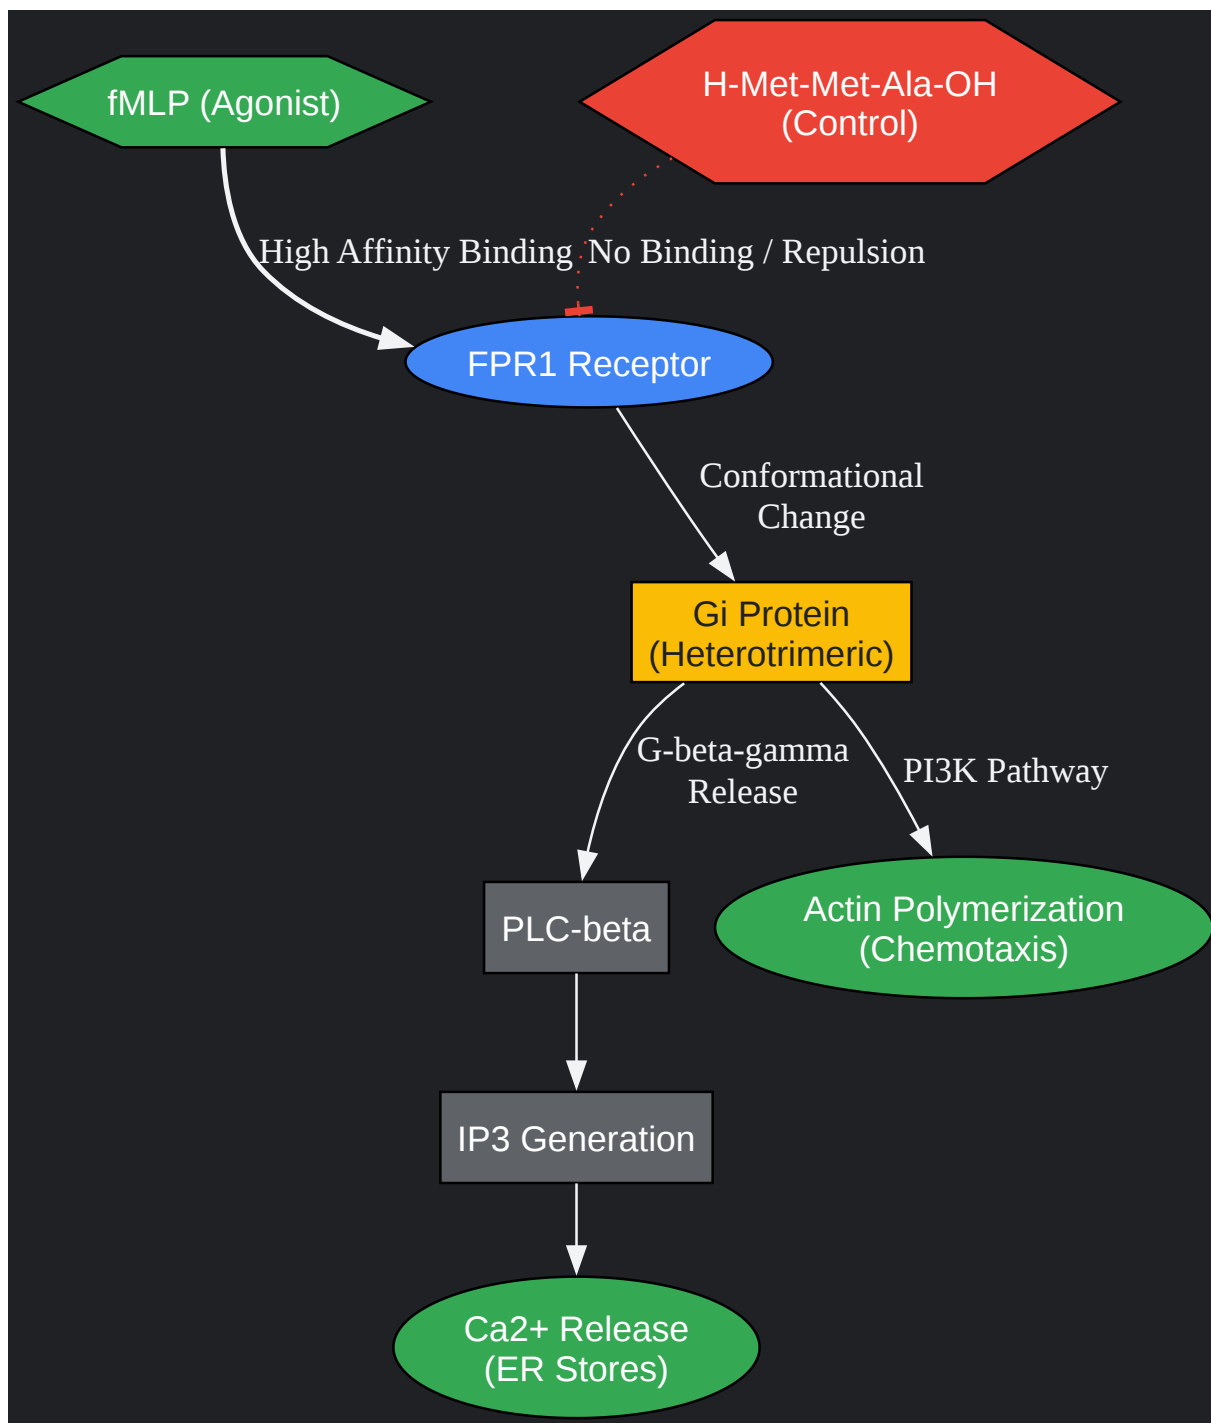 fMLP (Agonist)
H-Met-Met-Ala-OH
(Control)
High Affinity Binding
No Binding / Repulsion
FPR1 Receptor
Conformational
Change
Gi Protein
(Heterotrimeric)
G-beta-gamma
Release
PI3K Pathway
PLC-beta
Actin Polymerization
(Chemotaxis)
IP3 Generation
Ca2+ Release
(ER Stores)